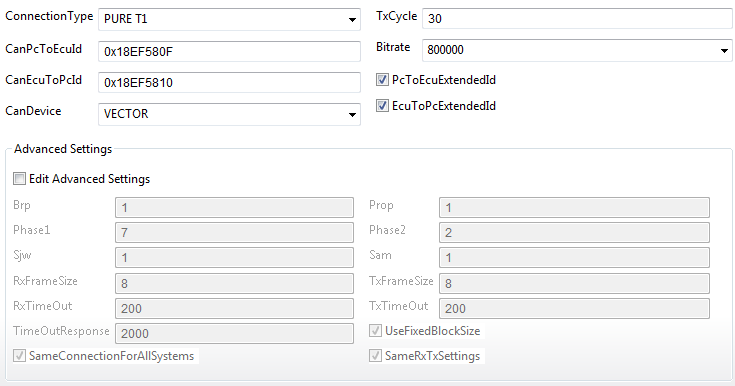 ConnectionType PURE T1 TxCycle 30
CanPcToEcuId 0x18EF580F Bitrate 800000
CanEcuToPcId 0x18EF5810 PcToEcuExtendedId
CanDevice VECTOR EcuToPcExtendedId
Advanced Settings
Edit Advanced Settings
Brp 1 Prop 1
Phase1 7 Phase2 2
Sjw 1 Sam 1
RxFrameSize 8 TxFrameSize 8
RxTimeOut 200 TxTimeOut 200
TimeOutResponse 2000 UseFixedBlockSize
SameConnectionForAllSystems SameRxTxSettings